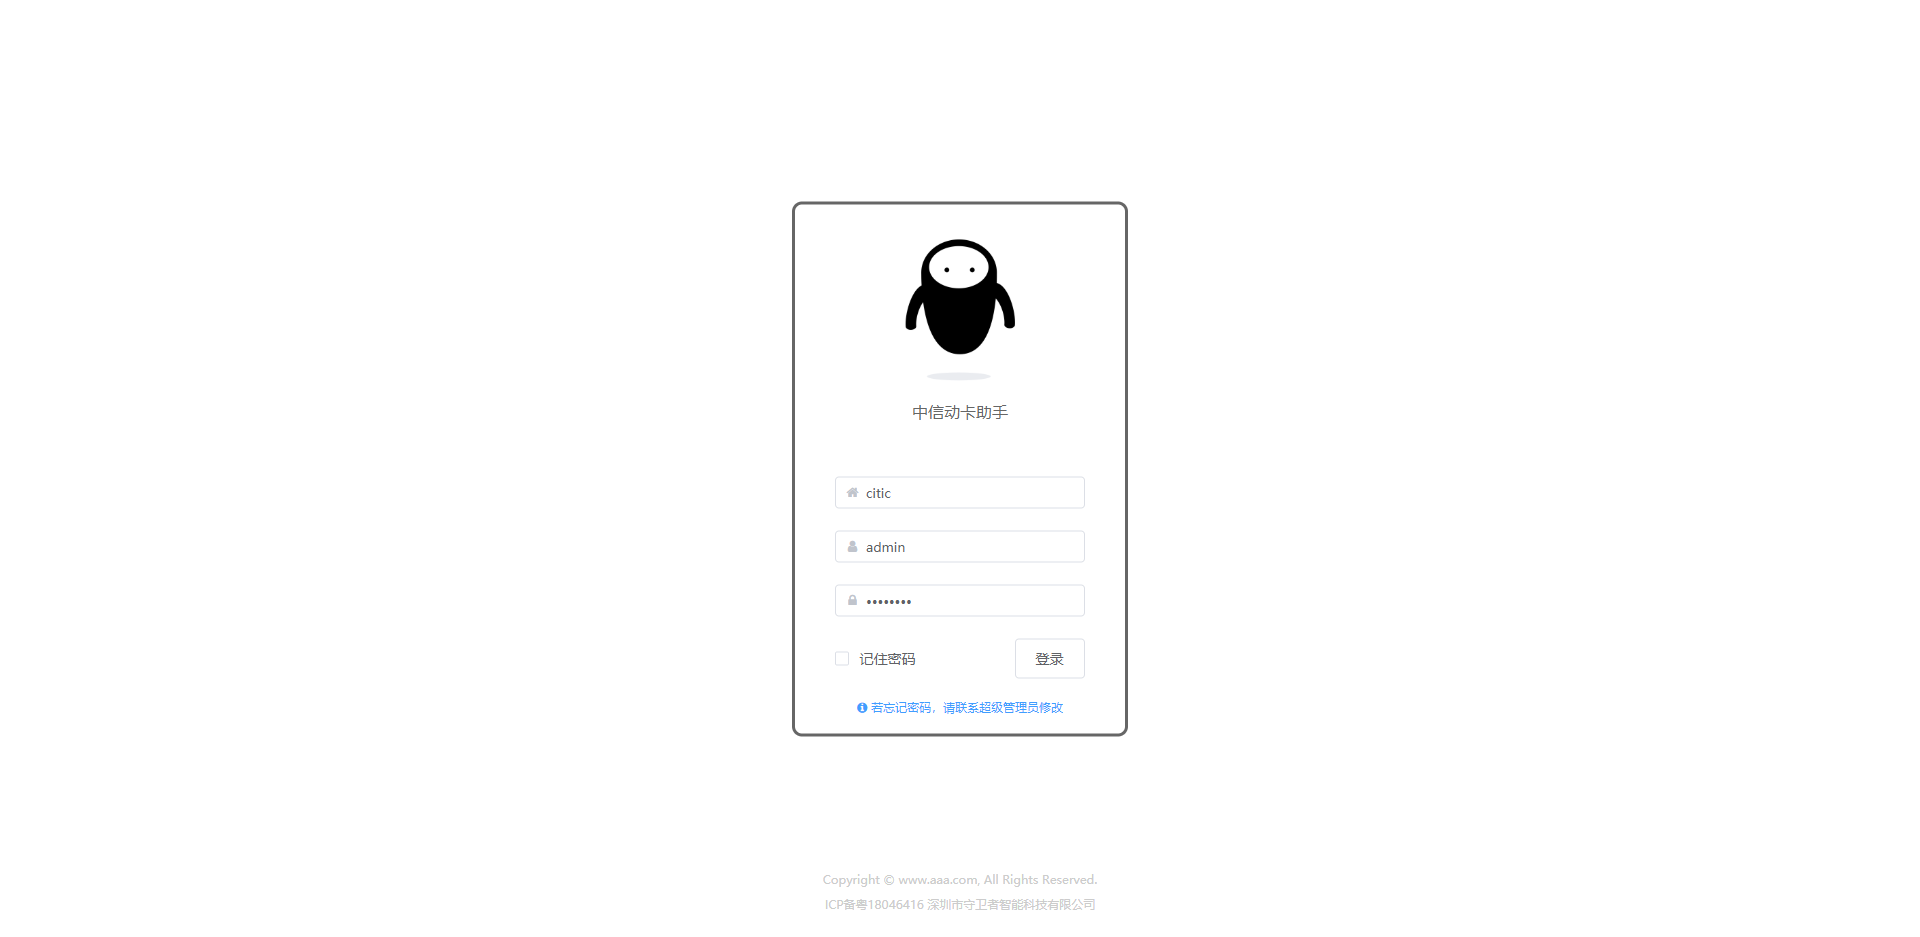 中信动卡助手
citic
admin
••••••••
记住密码
登录
若忘记密码，请联系超级管理员修改
Copyright © www.aaa.com, All Rights Reserved.
ICP备粤18046416 深圳市守卫者智能科技有限公司